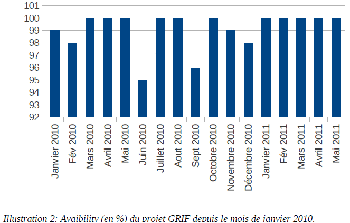 101
100
99
98
97
96
95
94
93
92
Janvier 2010
Fév 2010
Mars 2010
Avril 2010
Mai 2010
Juin 2010
Juillet 2010
Aout 2010
Sept 2010
Octobre 2010
Novembre 2010
Décembre 2010
Janvier 2011
Fév 2011
Mars 2011
Avril 2011
Mai 2011
Illustration 2: Avaibility (en %) du projet GRIF depuis le mois de janvier 2010.